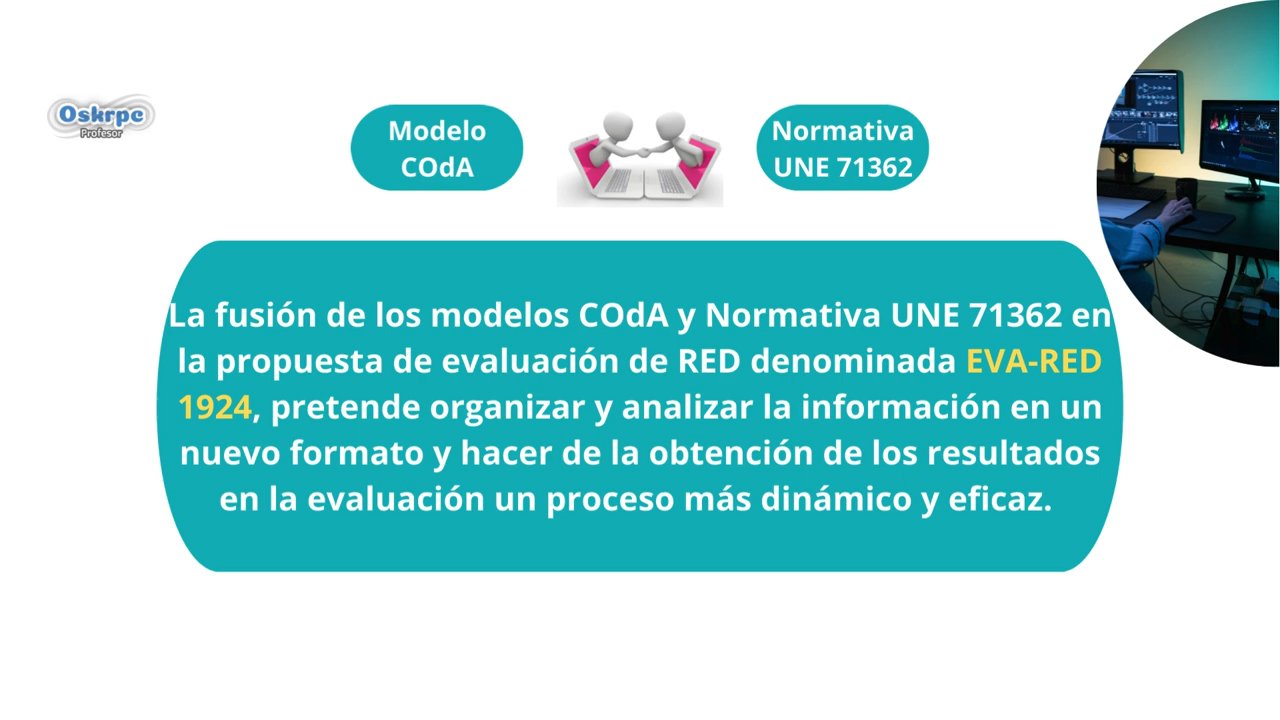 Oskrpc
Profesor
Modelo
COdA
Normativa
UNE 71362
La fusión de los modelos COdA y Normativa UNE 71362 en
la propuesta de evaluación de RED denominada EVA-RED
1924, pretende organizar y analizar la información en un
nuevo formato y hacer de la obtención de los resultados
en la evaluación un proceso más dinámico y eficaz.